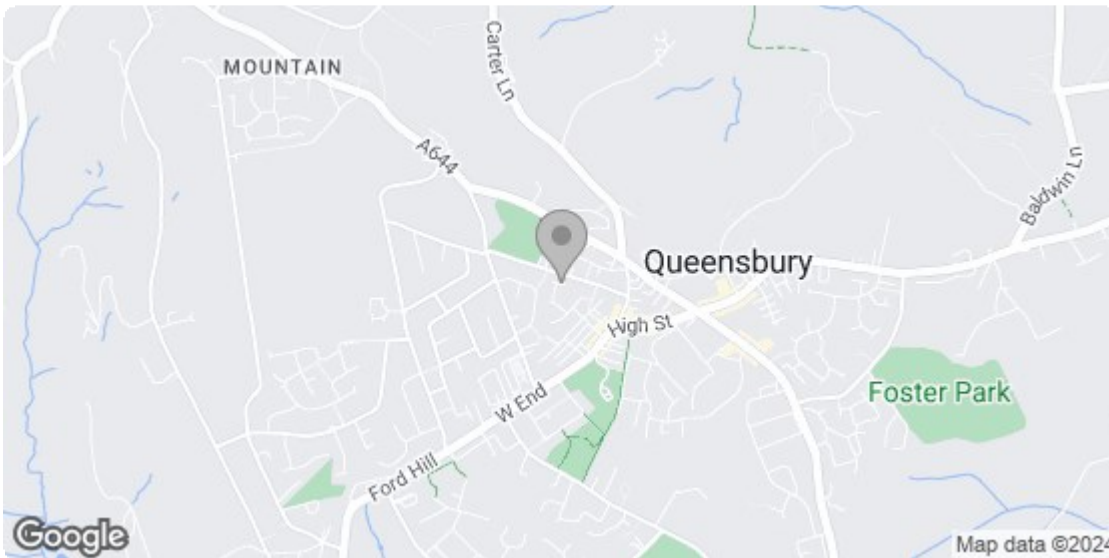 Carter Ln
MOUNTAIN
A644
Baldwin Ln
Queensbury
High St
Foster Park
W End
Ford Hill
Google
Map data ©2024